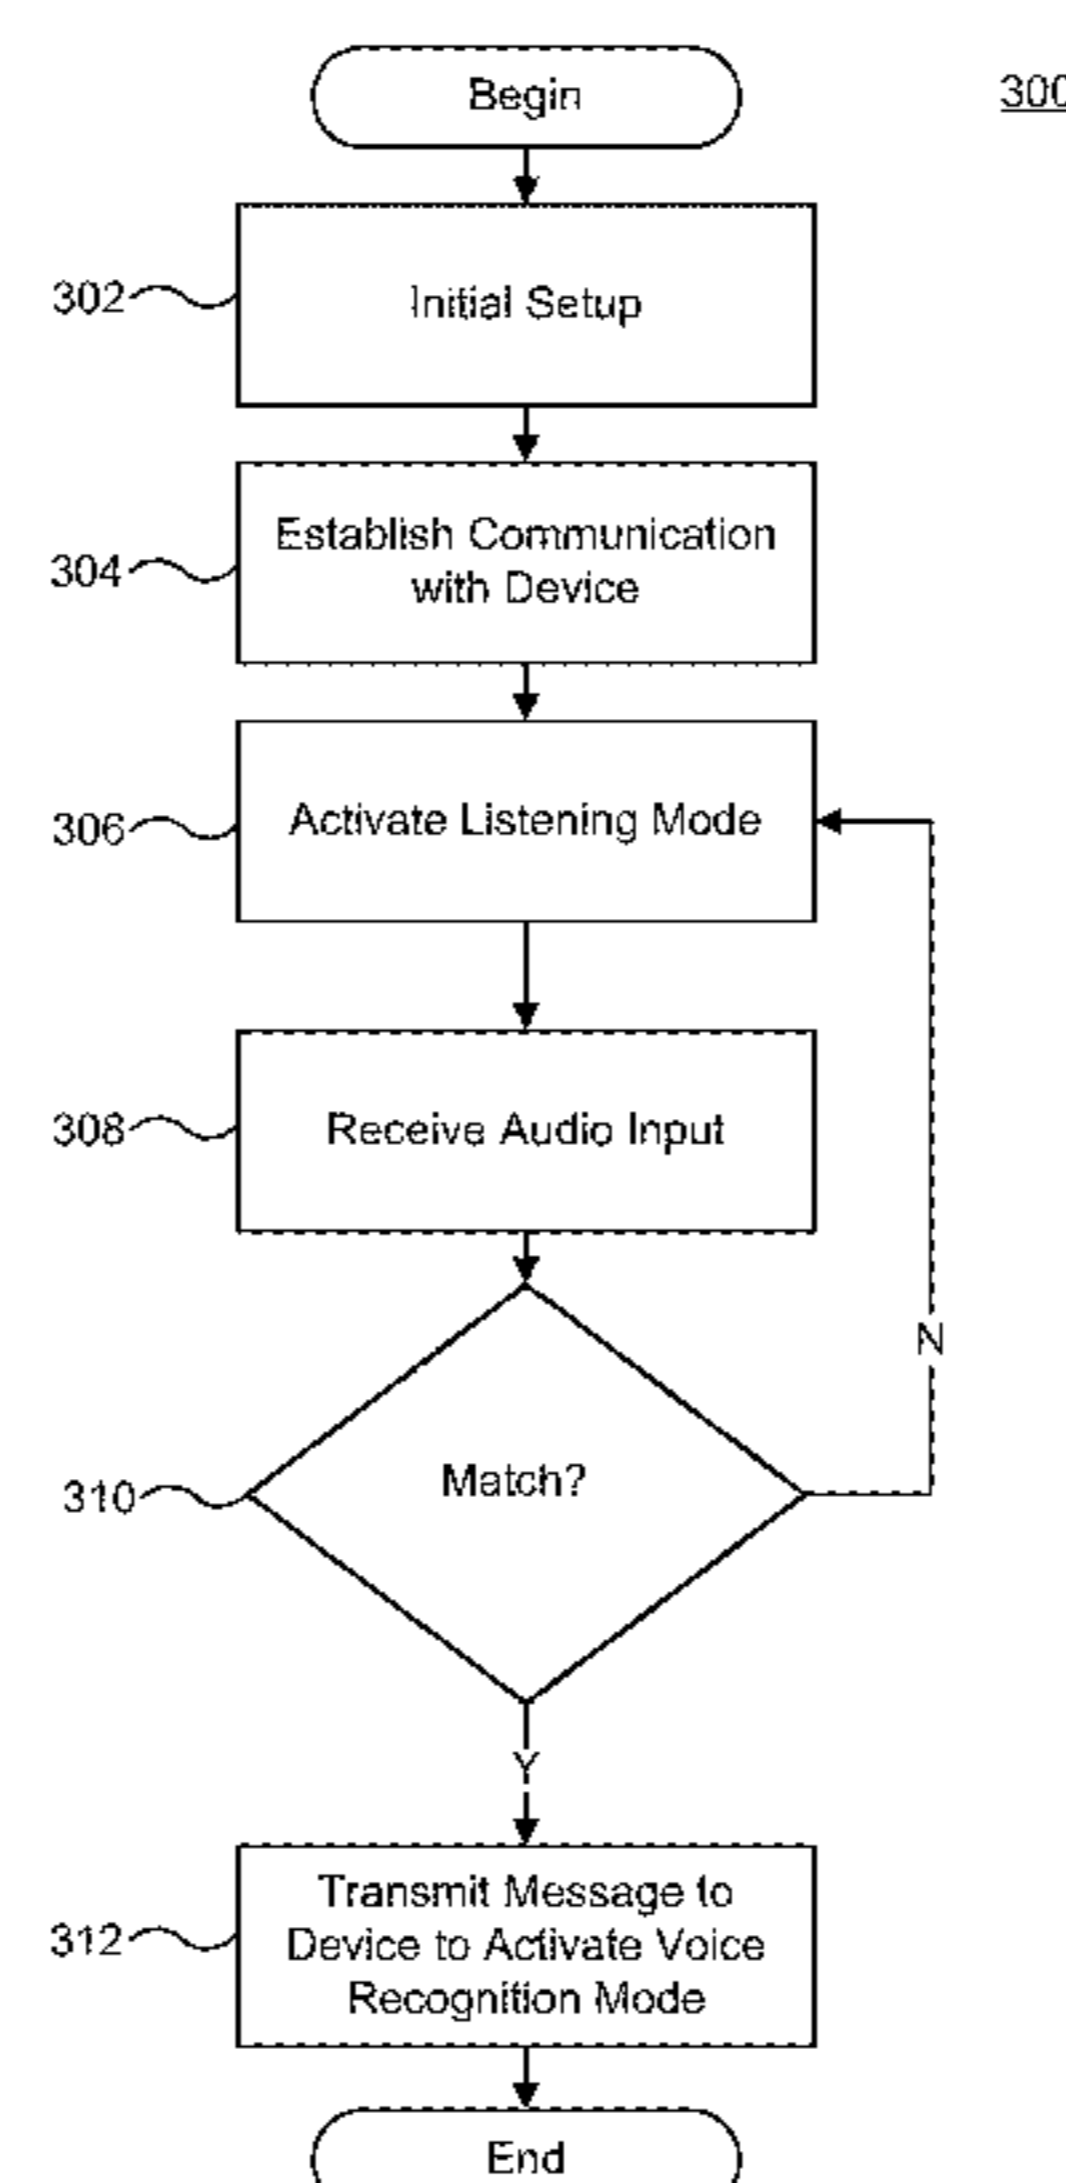 Begin
300
302
Initial Setup
304
Establish Communication
with Device
306
Activate Listening Mode
308
Receive Audio Input
N
310
Match?
Y
312
Transmit Message to
Device to Activate Voice
Recognition Mode
End